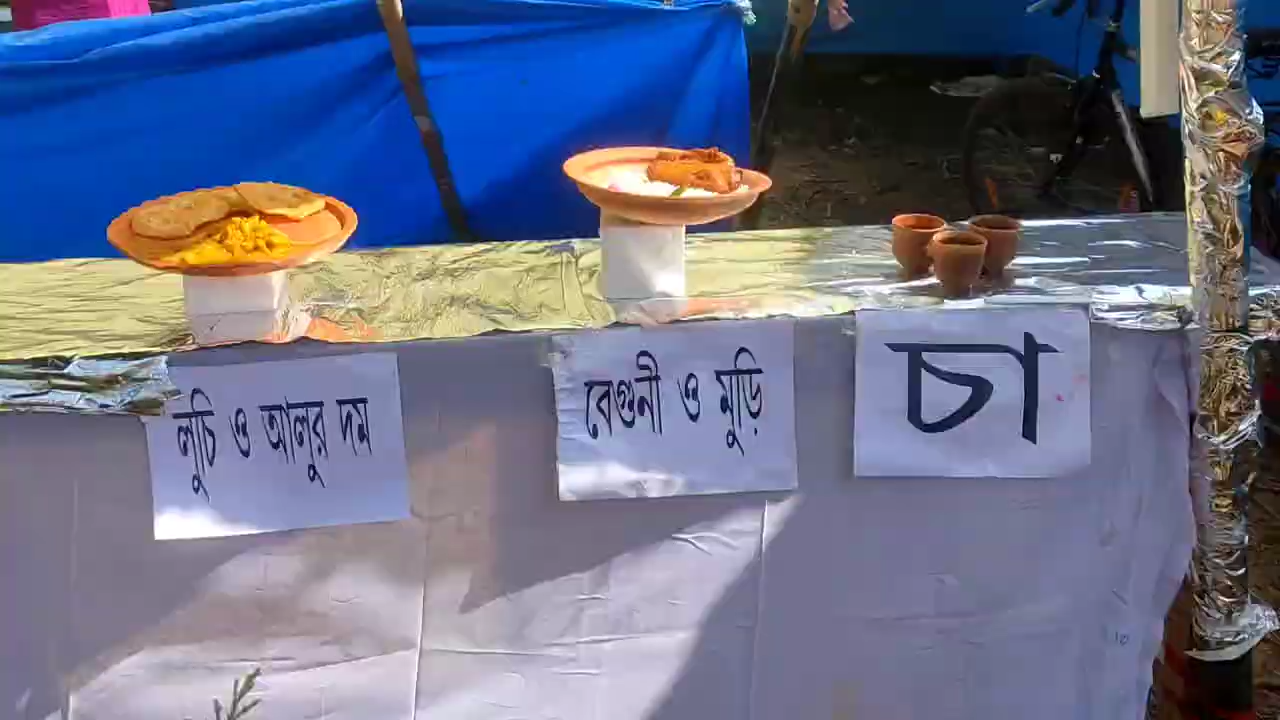 লুচি ও আলুর দম
বেগুনী ও মুড়ি
চা